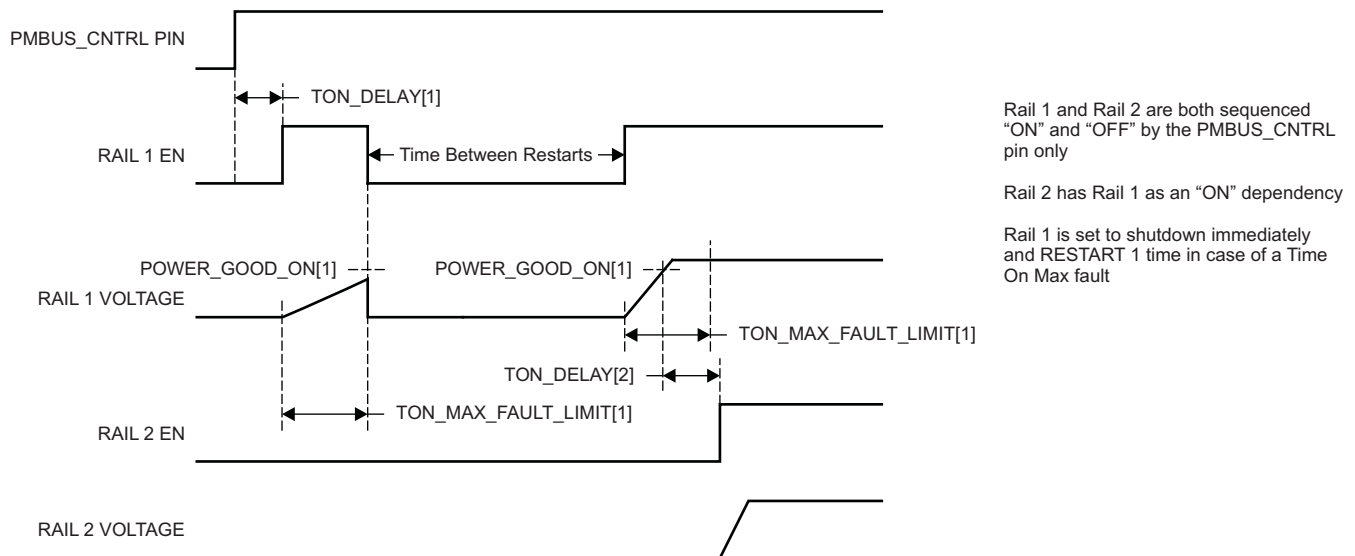 PMBUS_CNTRL PIN
TON_DELAY[1]
RAIL 1 EN
Time Between Restarts
POWER_GOOD_ON[1]
POWER_GOOD_ON[1]
RAIL 1 VOLTAGE
TON_MAX_FAULT_LIMIT[1]
TON_DELAY[2]
TON_MAX_FAULT_LIMIT[1]
RAIL 2 EN
RAIL 2 VOLTAGE
Rail 1 and Rail 2 are both sequenced
“ON” and “OFF” by the PMBUS_CNTRL
pin only
Rail 2 has Rail 1 as an “ON” dependency
Rail 1 is set to shutdown immediately
and RESTART 1 time in case of a Time
On Max fault